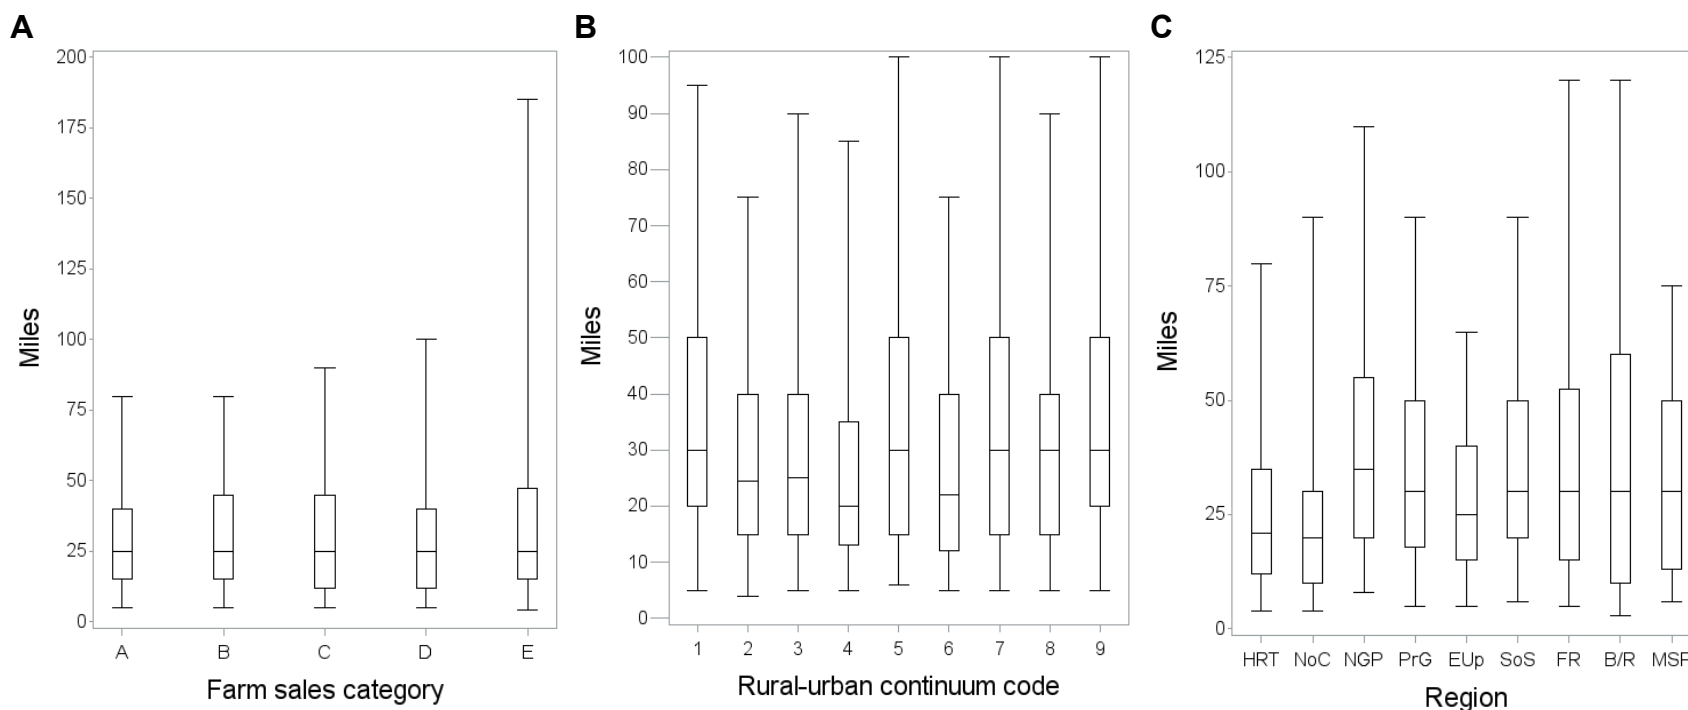 A
200
175
150
125
100
75
50
25
0
Miles
A B C D E
Farm sales category
B
100
90
80
70
60
50
40
30
20
10
0
Miles
1 2 3 4 5 6 7 8 9
Rural-urban continuum code
C
125
100
75
50
25
0
Miles
HRT NoC NGP PrG EUp SoS FR B/R MSP
Region